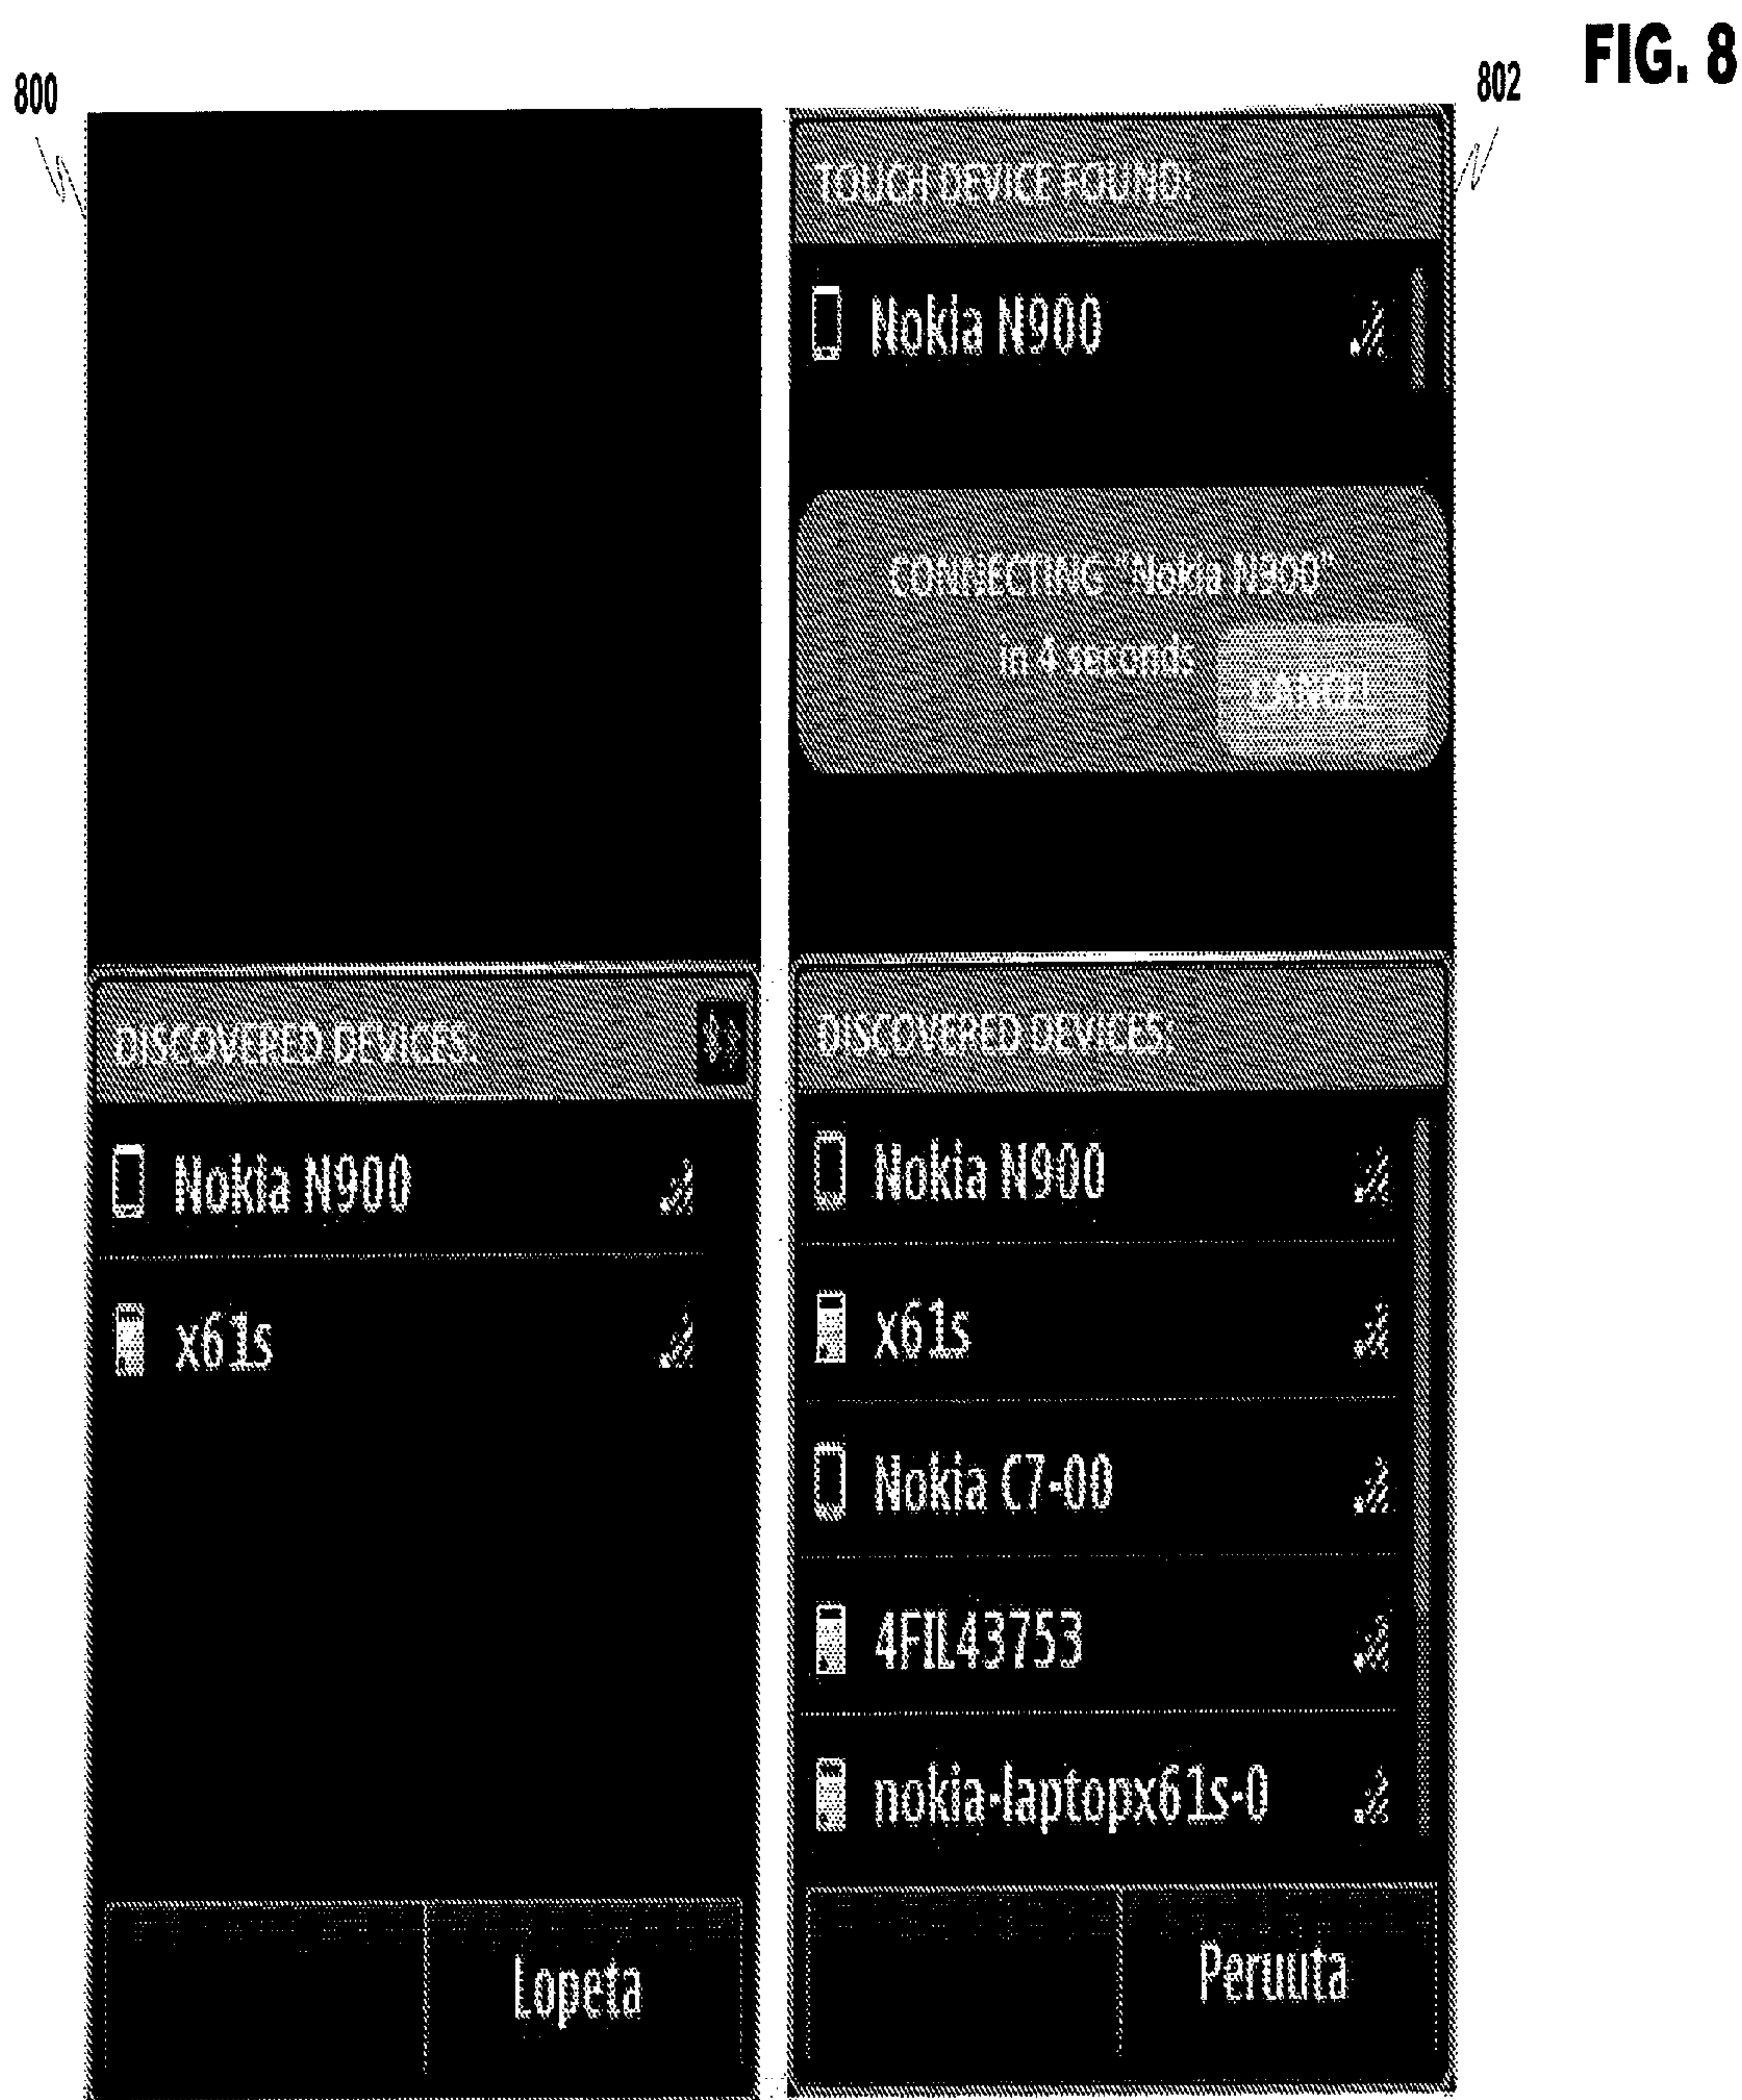 FIG. 8
800
802
DISCOVERED DEVICES:
Nokia N900
x61s
Lopeta
TOUCH DEVICE FOUND:
Nokia N900
CONNECTING "Nokia N900"
in 4 seconds
CANCEL
DISCOVERED DEVICES:
Nokia N900
x61s
Nokia C7-00
4FIL43753
nokia-laptopx61s-0
Peruuta